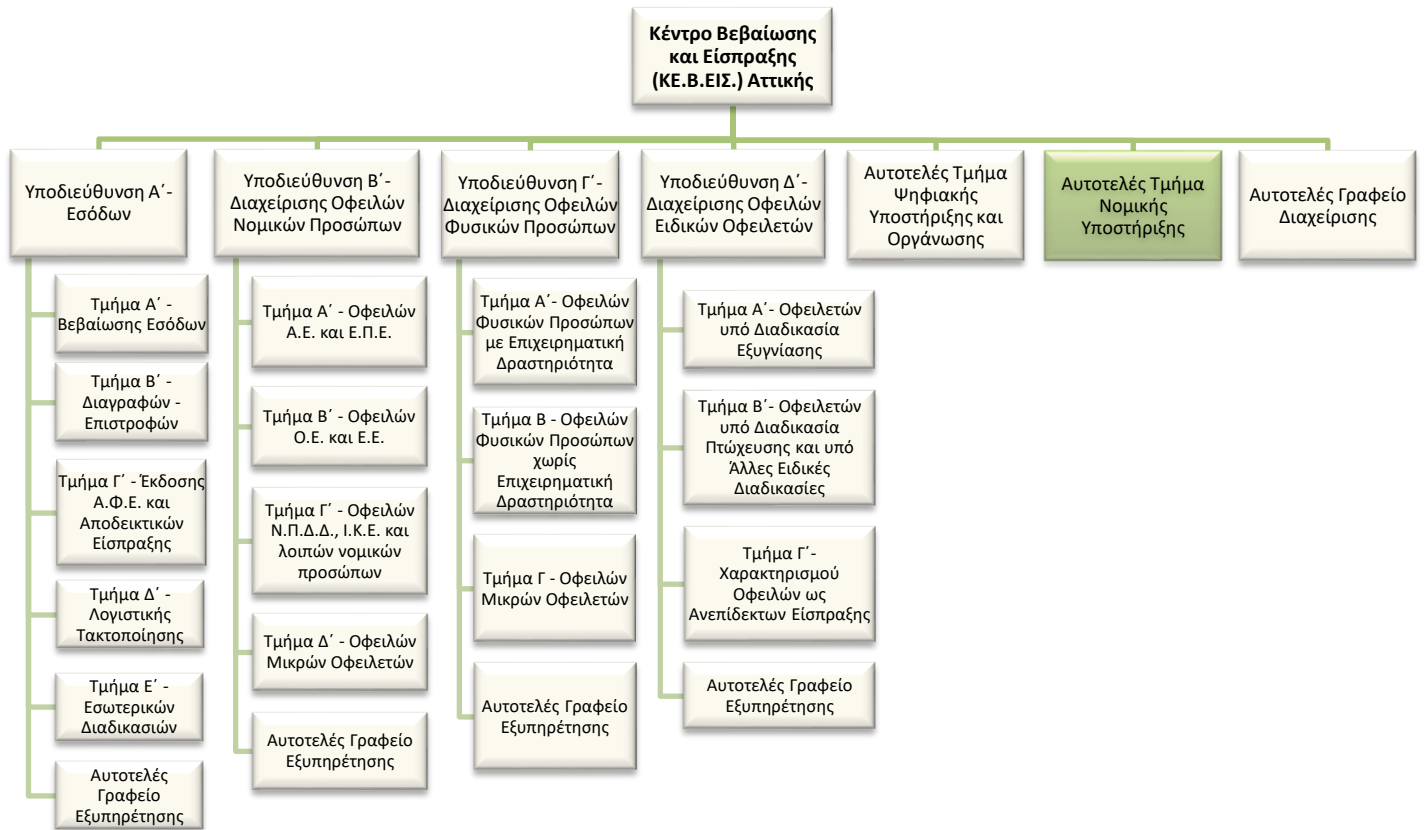 Κέντρο Βεβαίωσης
και Είσπραξης
(ΚΕ.Β.ΕΙΣ.) Αττικής
Υποδιεύθυνση Α΄-
Εσόδων
Τμήμα Α΄ -
Βεβαίωσης Εσόδων
Τμήμα Β΄ -
Διαγραφών -
Επιστροφών
Τμήμα Γ΄ - Έκδοσης
Α.Φ.Ε. και
Αποδεικτικών
Είσπραξης
Τμήμα Δ΄ -
Λογιστικής
Τακτοποίησης
Τμήμα Ε΄ -
Εσωτερικών
Διαδικασιών
Αυτοτελές
Γραφείο
Εξυπηρέτησης
Υποδιεύθυνση Β΄-
Διαχείρισης Οφειλών
Νομικών Προσώπων
Τμήμα Α΄ - Οφειλών
Α.Ε. και Ε.Π.Ε.
Τμήμα Β΄ - Οφειλών
Ο.Ε. και Ε.Ε.
Τμήμα Γ΄ - Οφειλών
Ν.Π.Δ.Δ., Ι.Κ.Ε. και
λοιπών νομικών
προσώπων
Τμήμα Δ΄ - Οφειλών
Μικρών Οφειλετών
Αυτοτελές Γραφείο
Εξυπηρέτησης
Υποδιεύθυνση Γ΄-
Διαχείρισης Οφειλών
Φυσικών Προσώπων
Τμήμα Α΄- Οφειλών
Φυσικών Προσώπων
με Επιχειρηματική
Δραστηριότητα
Τμήμα Β - Οφειλών
Φυσικών Προσώπων
χωρίς
Επιχειρηματική
Δραστηριότητα
Τμήμα Γ - Οφειλών
Μικρών Οφειλετών
Αυτοτελές Γραφείο
Εξυπηρέτησης
Υποδιεύθυνση Δ΄-
Διαχείρισης Οφειλών
Ειδικών Οφειλετών
Τμήμα Α΄- Οφειλετών
υπό Διαδικασία
Εξυγνίασης
Τμήμα Β΄- Οφειλετών
υπό Διαδικασία
Πτώχευσης και υπό
Άλλες Ειδικές
Διαδικασίες
Τμήμα Γ΄-
Χαρακτηρισμού
Οφειλών ως
Ανεπίδεκτων Είσπραξης
Αυτοτελές Γραφείο
Εξυπηρέτησης
Αυτοτελές Τμήμα
Ψηφιακής
Υποστήριξης και
Οργάνωσης
Αυτοτελές Τμήμα
Νομικής
Υποστήριξης
Αυτοτελές Γραφείο
Διαχείρισης